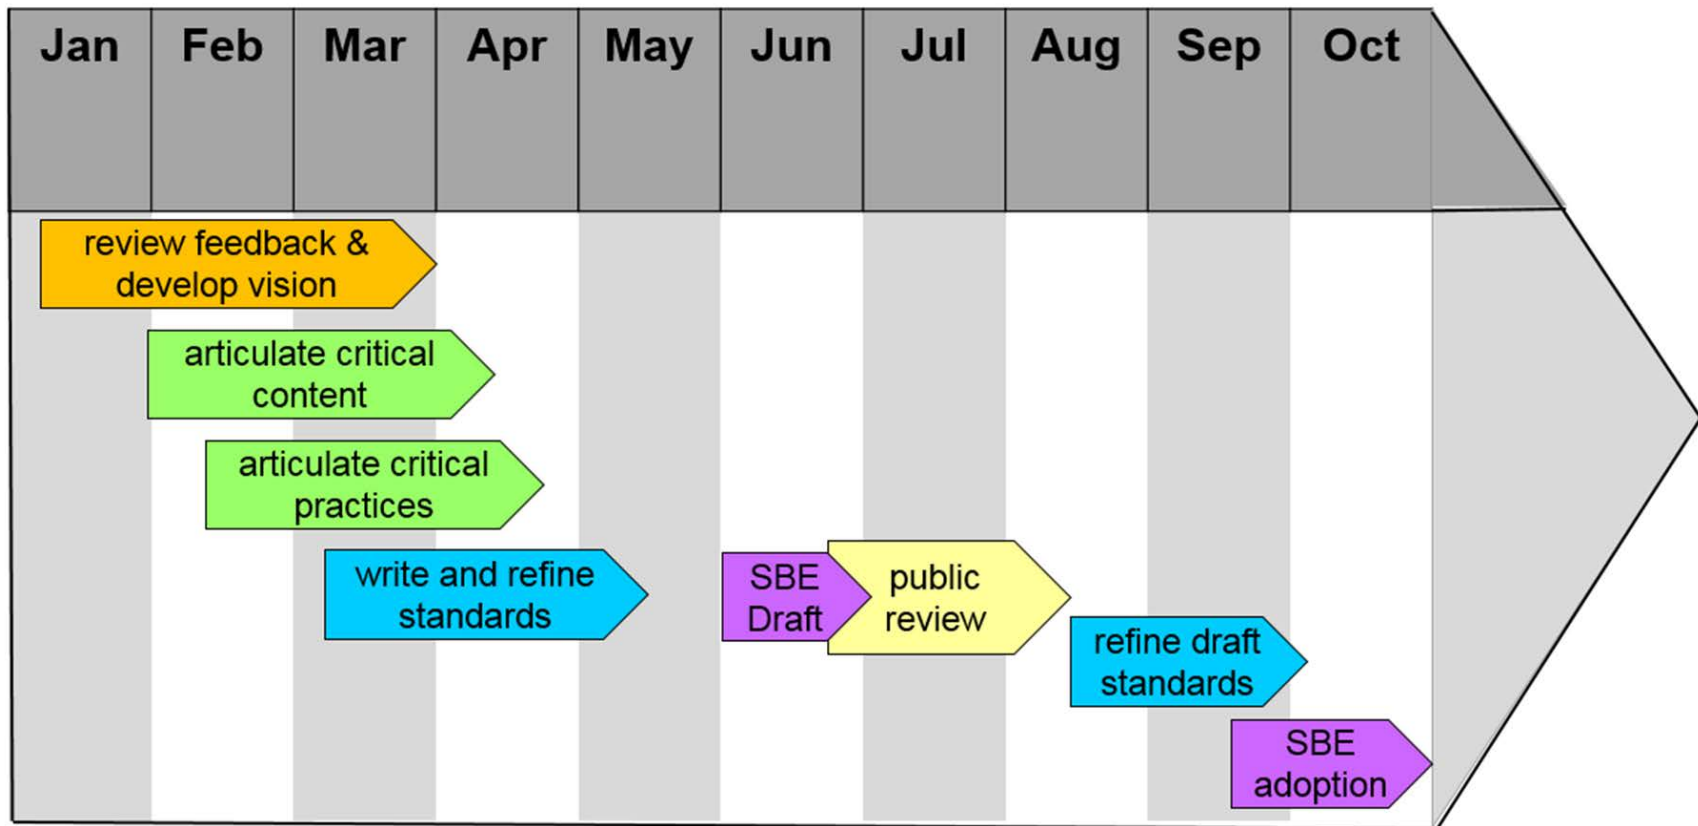 Jan Feb Mar Apr May Jun Jul Aug Sep Oct
review feedback &
develop vision
articulate critical
content
articulate critical
practices
write and refine
standards
SBE
Draft
public
review
refine draft
standards
SBE
adoption